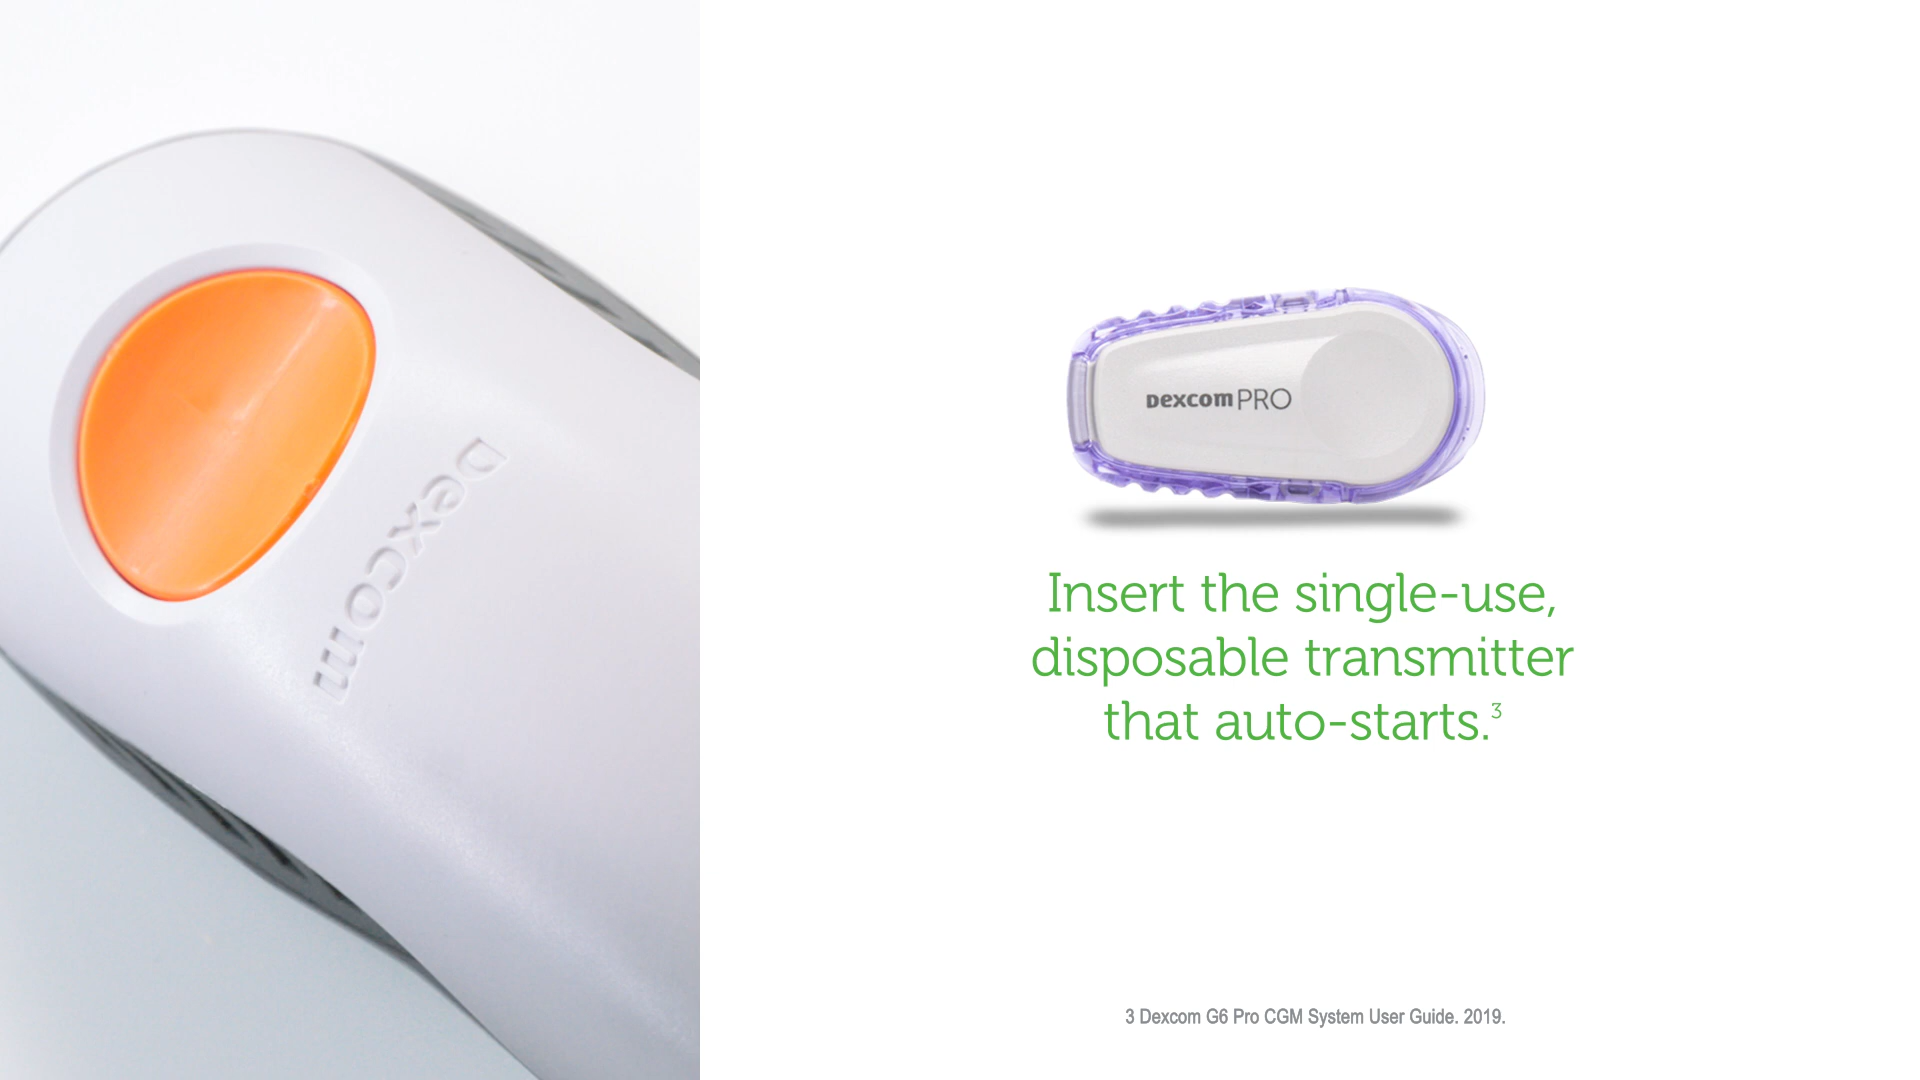 Dexcom
Dexcom PRO
Insert the single-use,
disposable transmitter
that auto-starts.3
3 Dexcom G6 Pro CGM System User Guide. 2019.